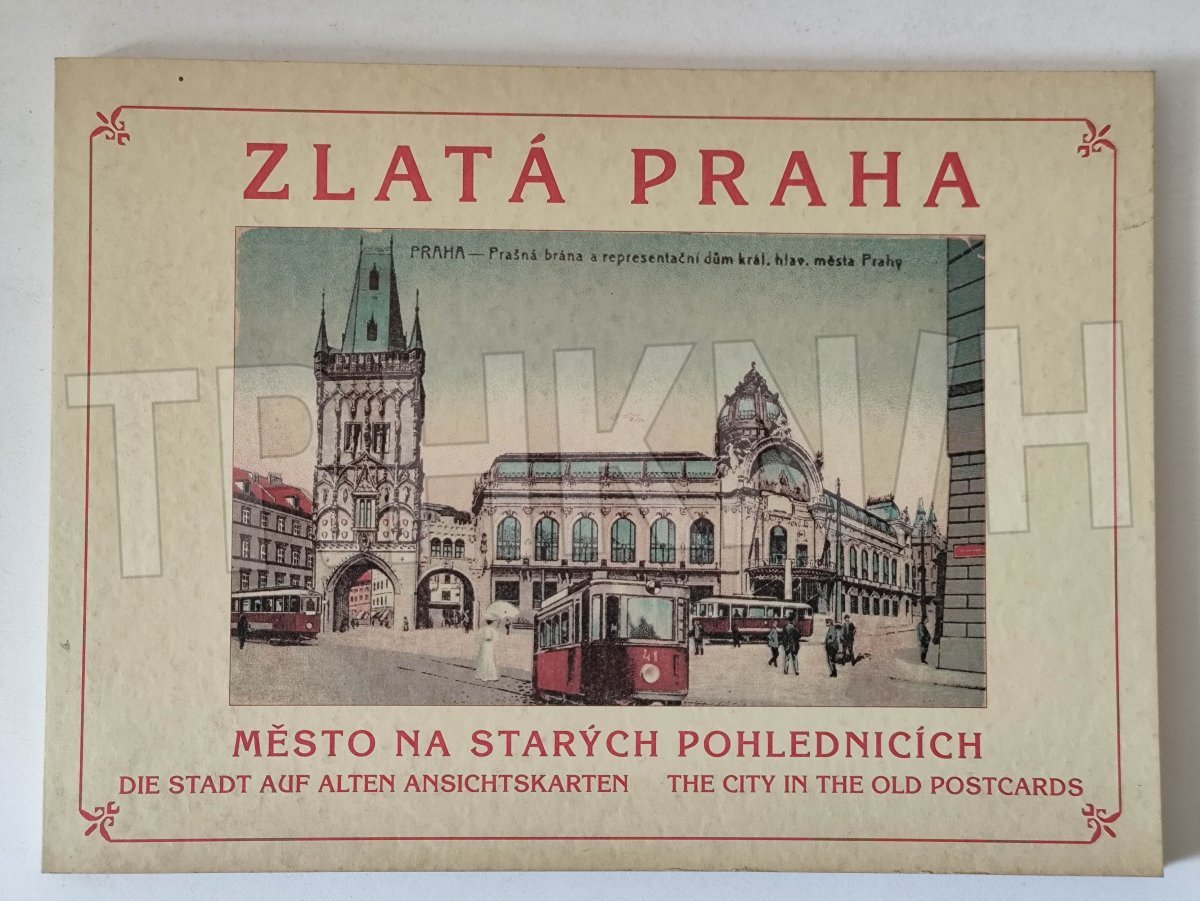 ZLATÁ PRAHA
PRAHA — Prašná brána a representační dům král. hlav. města Prahy
TRHKNIH
41
MĚSTO NA STARÝCH POHLEDNICÍCH
DIE STADT AUF ALTEN ANSICHTSKARTEN THE CITY IN THE OLD POSTCARDS